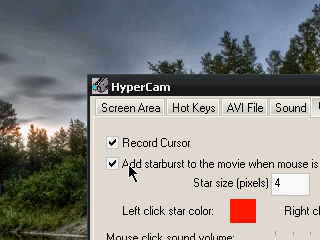 HyperCam
Screen Area Hot Keys AVI File Sound
Record Cursor
Add starburst to the movie when mouse is
Star size (pixels) 4
Left click star color: Right cl
Mouse click sound volume: